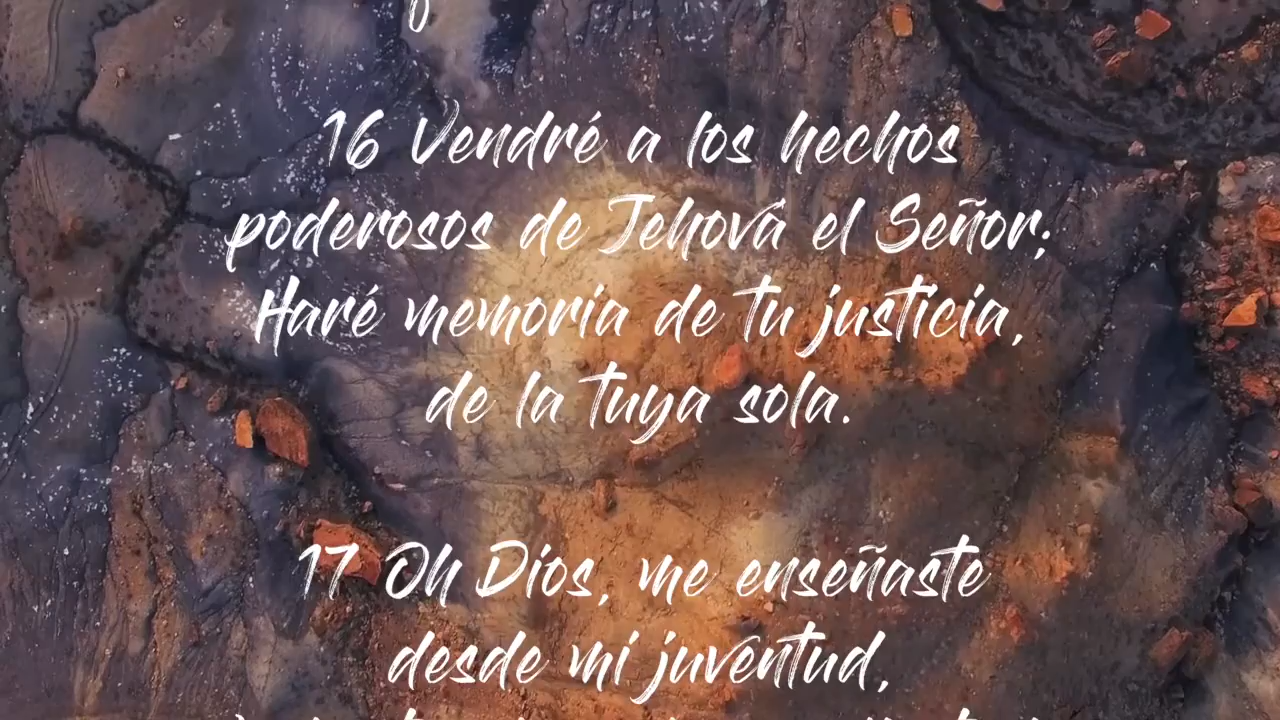 16 Vendré a los hechos
poderosos de Jehová el Señor;
Haré memoria de tu justicia,
de la tuya sola.
17 Oh Dios, me enseñaste
desde mi juventud,